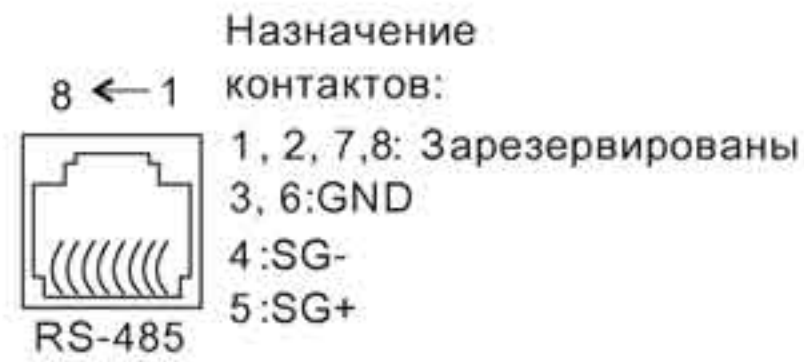 Назначение
контактов:
8 ← 1
1, 2, 7,8: Зарезервированы
3, 6:GND
4:SG-
5:SG+
RS-485